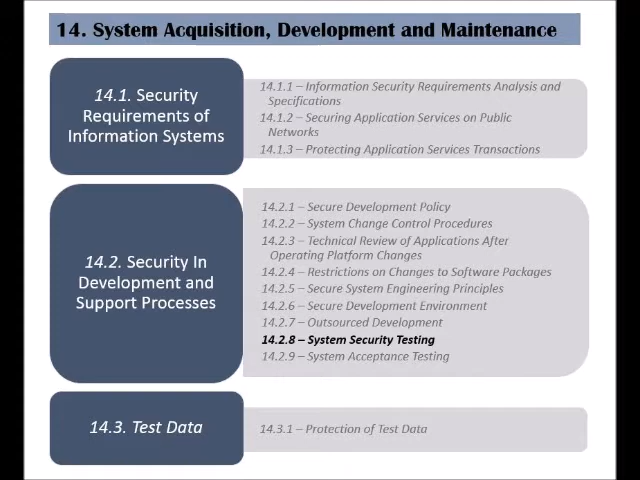 14. System Acquisition, Development and Maintenance
14.1. Security
Requirements of
Information Systems
14.1.1 – Information Security Requirements Analysis and
Specifications
14.1.2 – Securing Application Services on Public
Networks
14.1.3 – Protecting Application Services Transactions
14.2. Security In
Development and
Support Processes
14.2.1 – Secure Development Policy
14.2.2 – System Change Control Procedures
14.2.3 – Technical Review of Applications After
Operating Platform Changes
14.2.4 – Restrictions on Changes to Software Packages
14.2.5 – Secure System Engineering Principles
14.2.6 – Secure Development Environment
14.2.7 – Outsourced Development
14.2.8 – System Security Testing
14.2.9 – System Acceptance Testing
14.3. Test Data
14.3.1 – Protection of Test Data